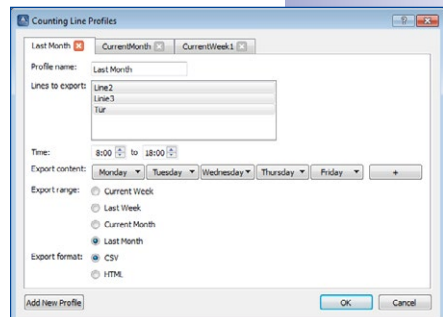 Counting Line Profiles
Last Month CurrentMonth CurrentWeek1
Profile name: Last Month
Lines to export: Line2
Linie3
Tür
Time: 8:00 to 18:00
Export content: Monday Tuesday Wednesday Thursday Friday +
Export range: Current Week
Last Week
Current Month
Last Month
Export format: CSV
HTML
Add New Profile OK Cancel